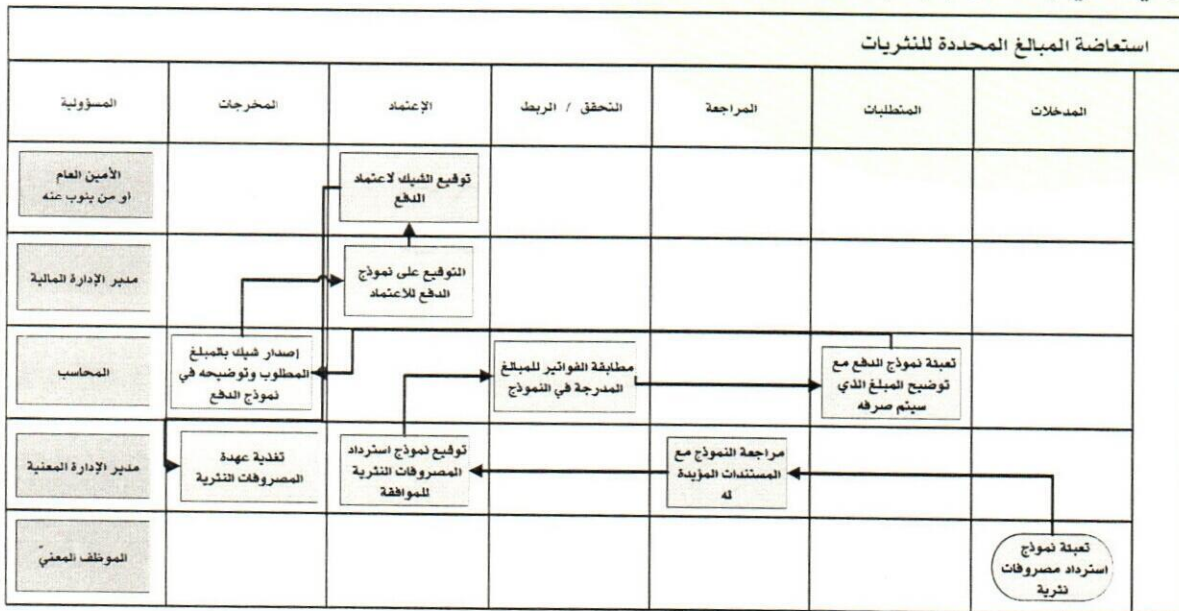 استعاضة المبالغ المحددة للنثريات
المدخلات
المتطلبات
المراجعة
التحقق / الربط
الإعتماد
المخرجات
المسؤولية
توقيع الشيك لاعتماد
الدفع
الأمين العام
او من ينوب عنه
التوقيع على نموذج
الدفع للاعتماد
مدير الإدارة المالية
تعبئة نموذج الدفع مع
توضيح المبلغ الذي
سيتم صرفه
مطابقة الفواتير للمبالغ
المدرجة في النموذج
إصدار شيك بالمبلغ
المطلوب وتوضيحه في
نموذج الدفع
المحاسب
مراجعة النموذج مع
المستندات المؤيدة
له
توقيع نموذج استرداد
المصروفات النثرية
للموافقة
تغذية عهدة
المصروفات النثرية
مدير الإدارة المعنية
تعبئة نموذج
استرداد مصروفات
نثرية
الموظف المعنيّ